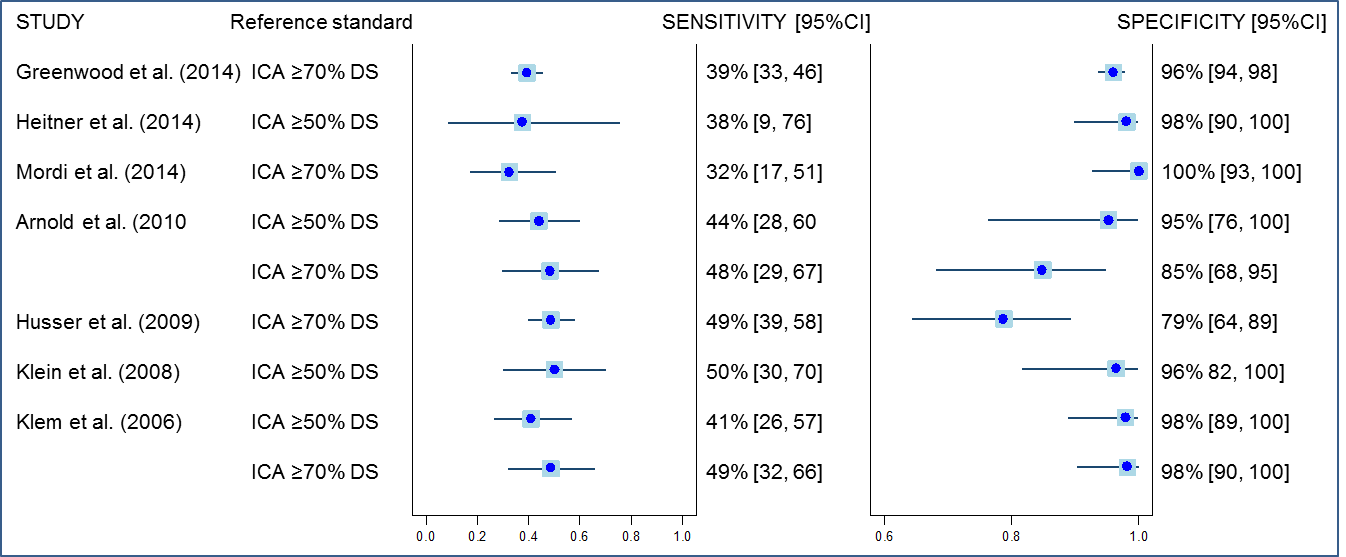 STUDY Reference standard SENSITIVITY [95%CI] SPECIFICITY [95%CI]
Greenwood et al. (2014) ICA ≥70% DS 39% [33, 46] 96% [94, 98]
Heitner et al. (2014) ICA ≥50% DS 38% [9, 76] 98% [90, 100]
Mordi et al. (2014) ICA ≥70% DS 32% [17, 51] 100% [93, 100]
Arnold et al. (2010 ICA ≥50% DS 44% [28, 60 95% [76, 100]
ICA ≥70% DS 48% [29, 67] 85% [68, 95]
Husser et al. (2009) ICA ≥70% DS 49% [39, 58] 79% [64, 89]
Klein et al. (2008) ICA ≥50% DS 50% [30, 70] 96% 82, 100]
Klem et al. (2006) ICA ≥50% DS 41% [26, 57] 98% [89, 100]
ICA ≥70% DS 49% [32, 66] 98% [90, 100]
0.0 0.2 0.4 0.6 0.8 1.0 0.6 0.8 1.0